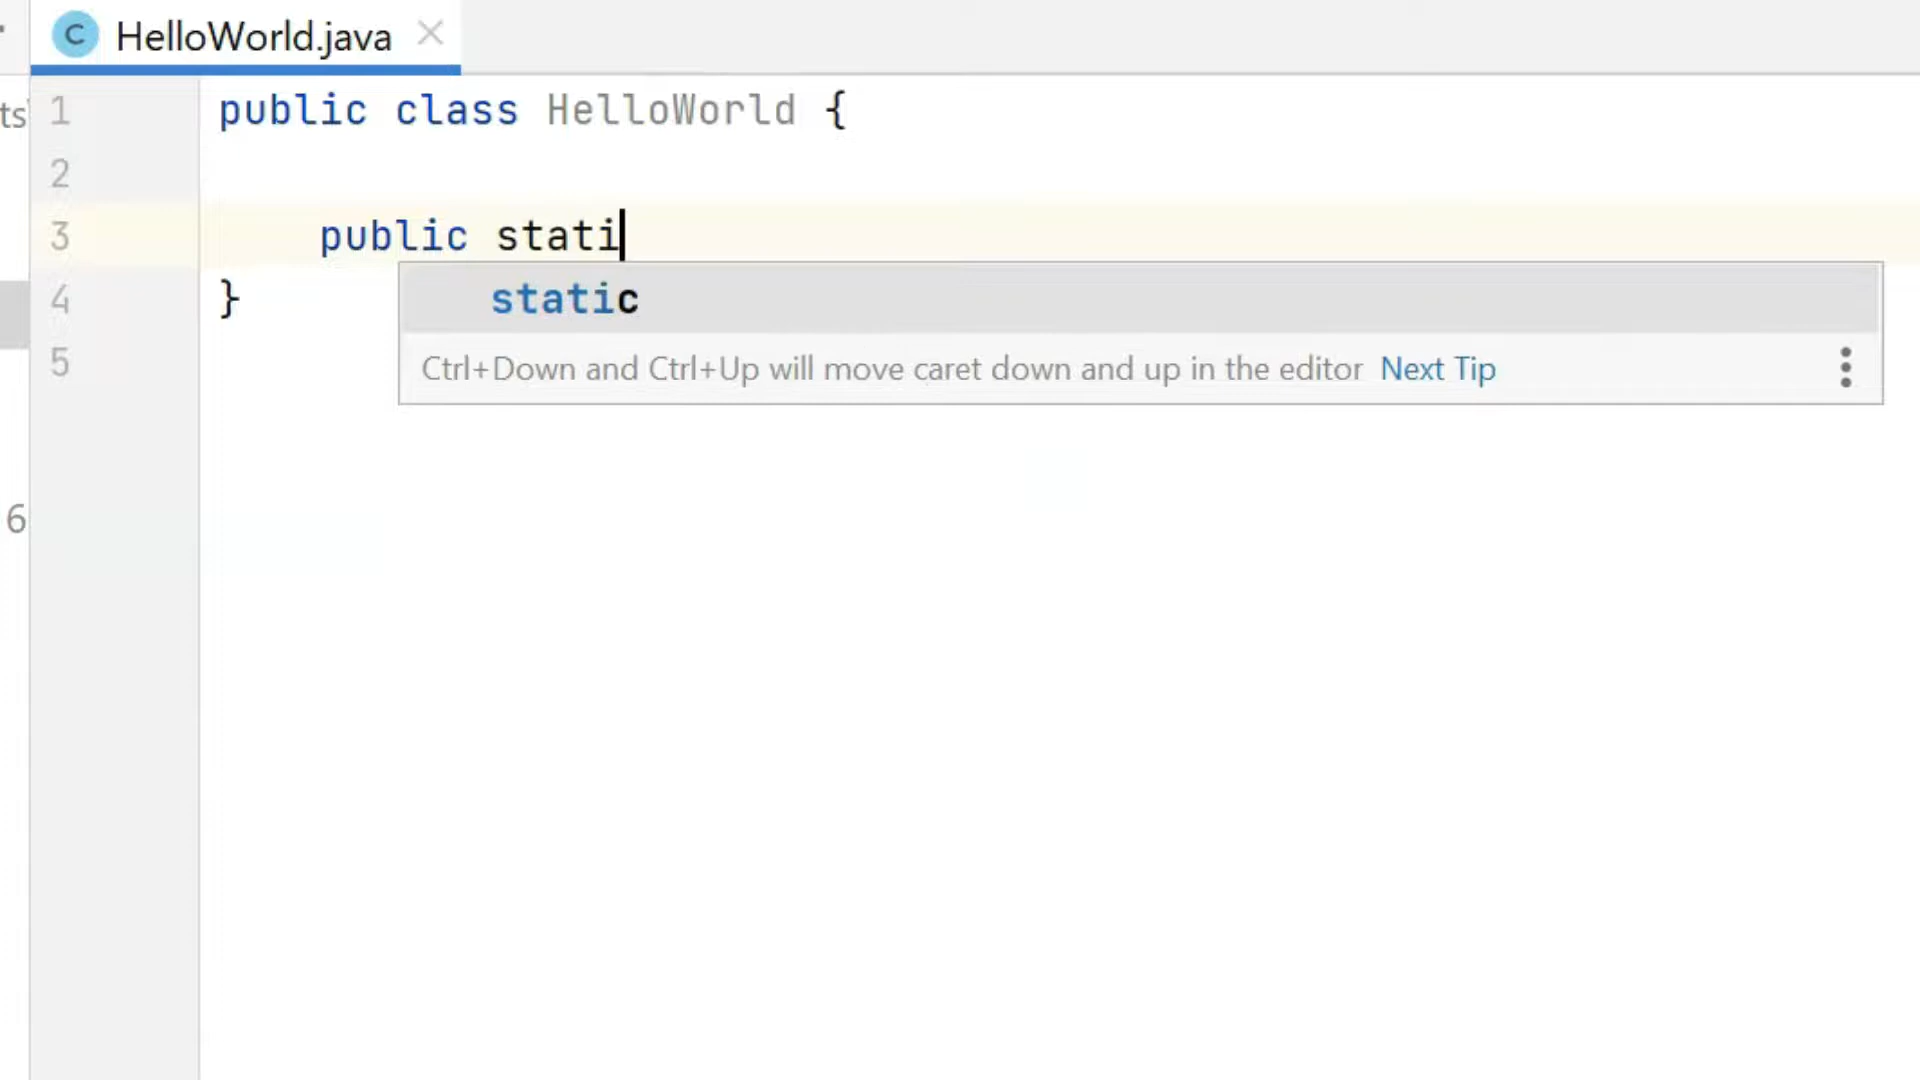 C HelloWorld.java
ts
1 public class HelloWorld {
2
3 public stati
static
4 }
Ctrl+Down and Ctrl+Up will move caret down and up in the editor Next Tip
5
6